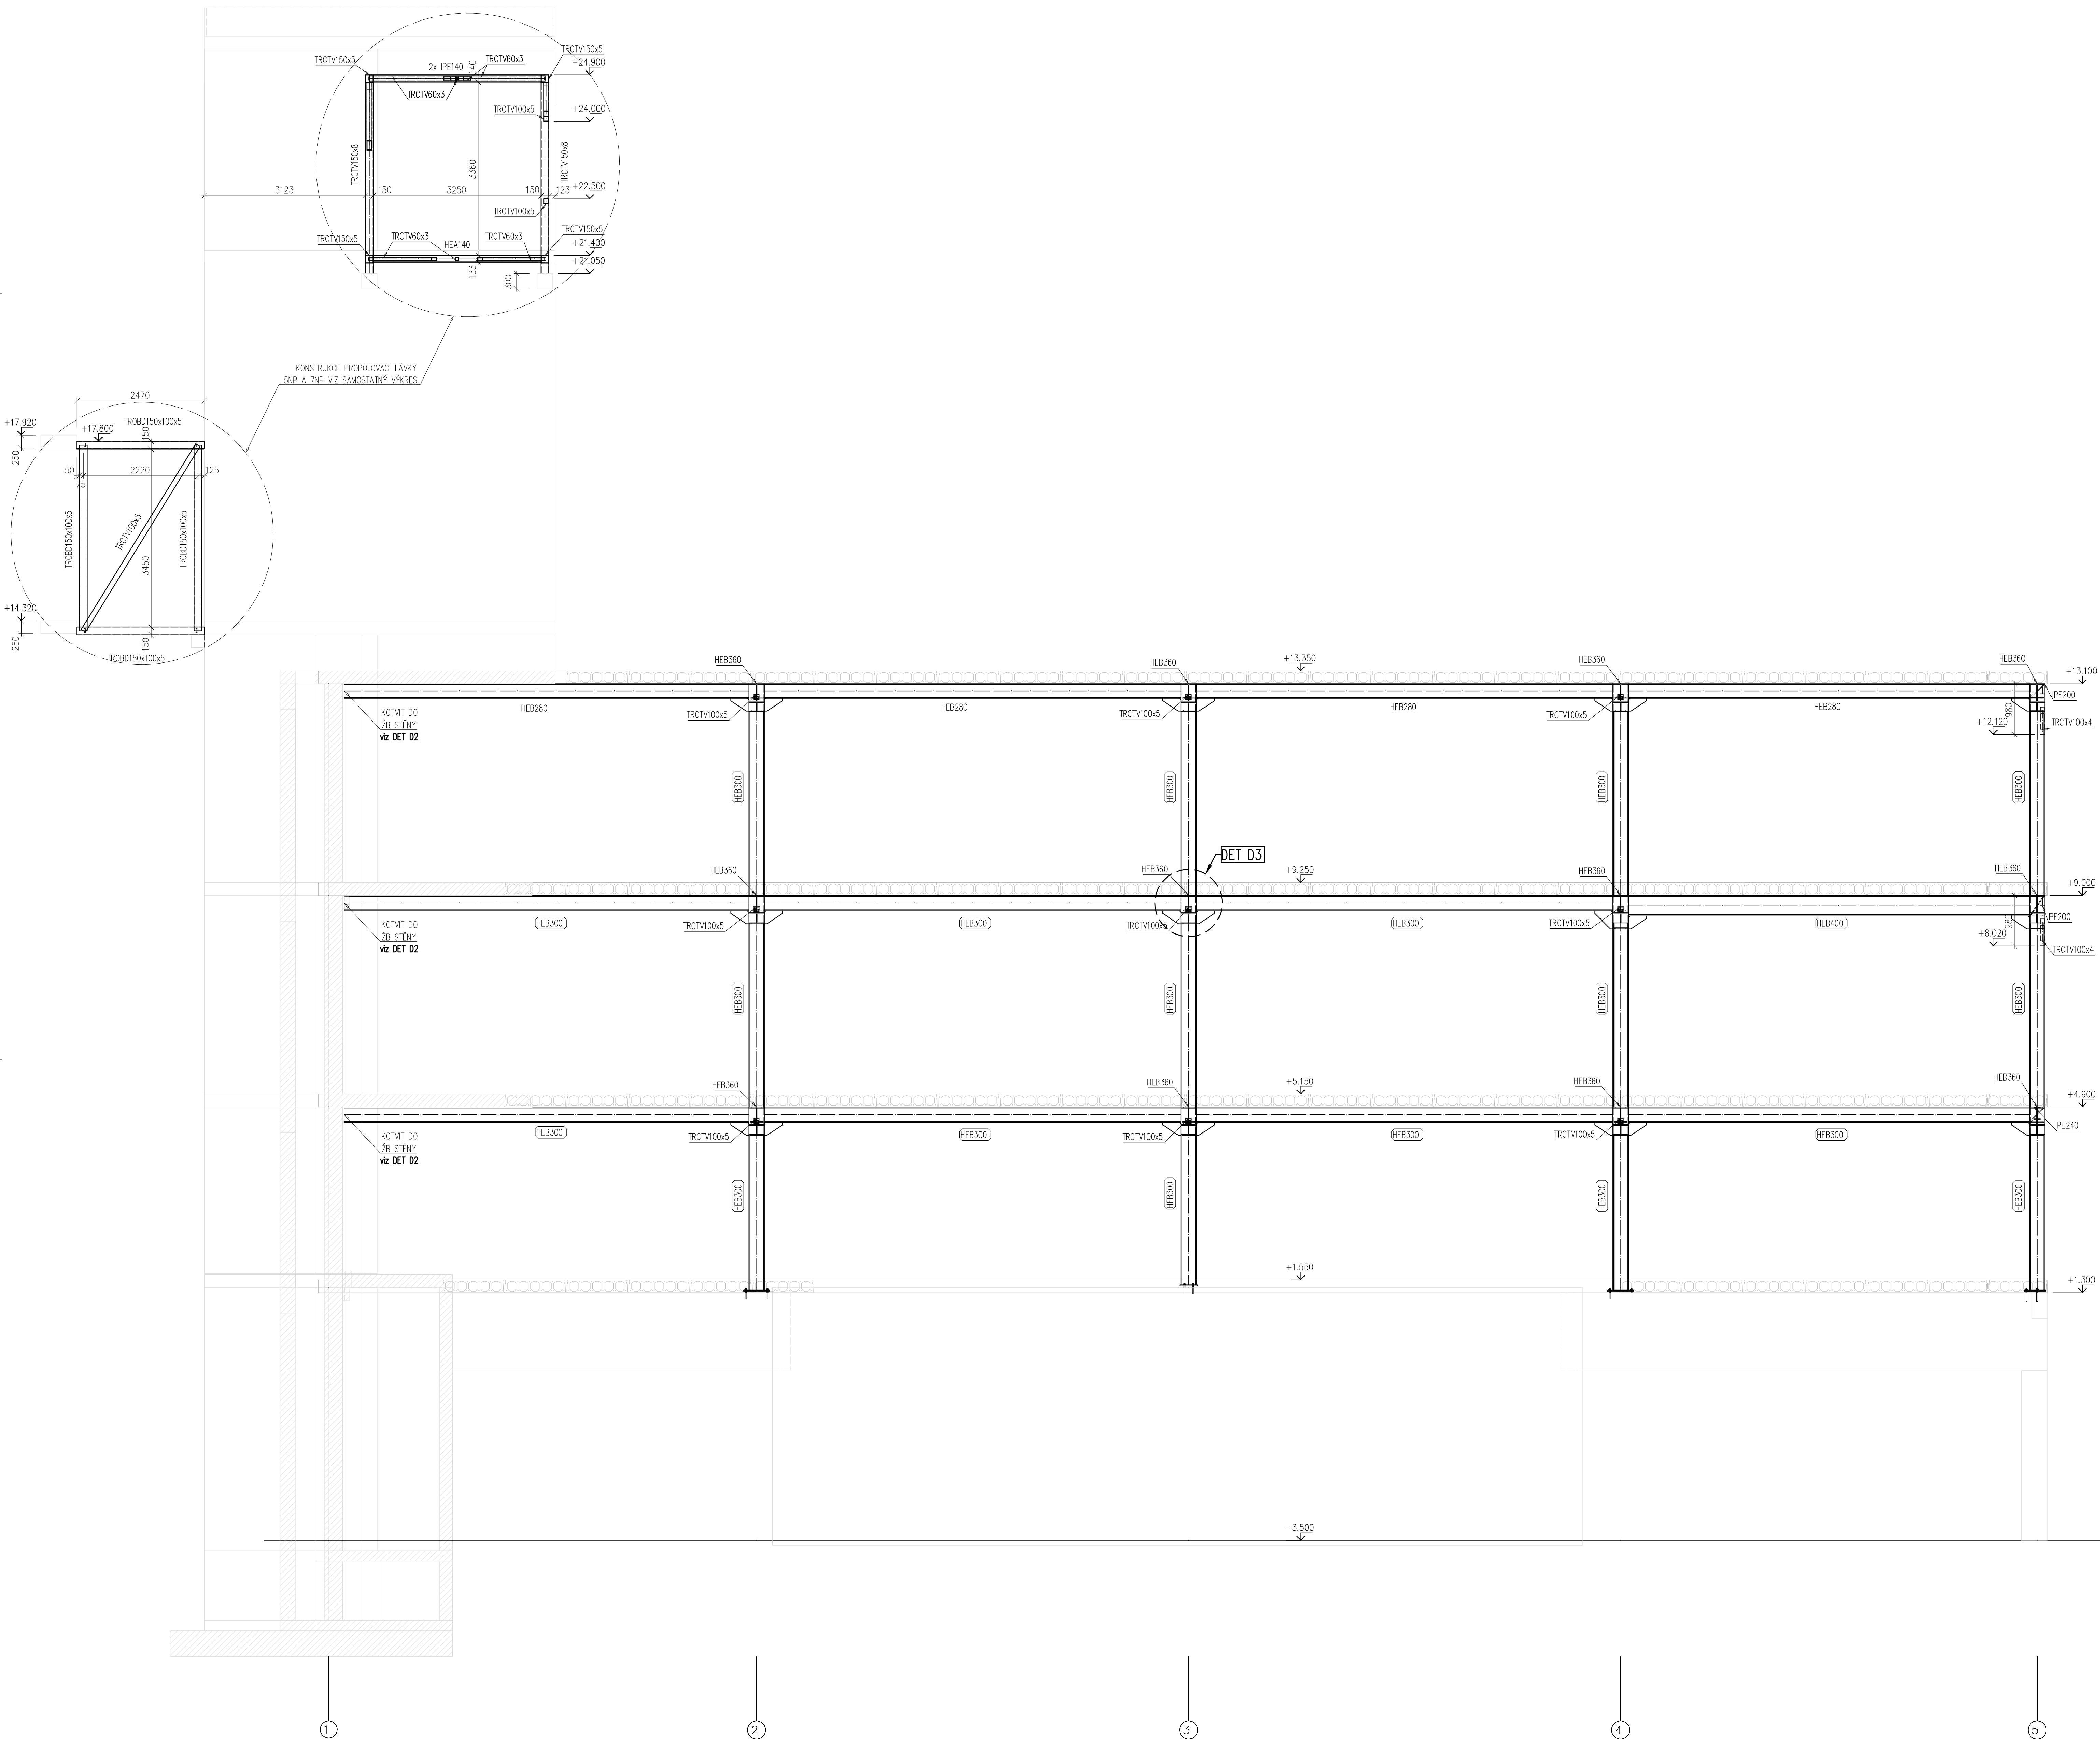 TRCTV150x5
2x IPE140
140
TRCTV60x3
TRCTV150x5
+24.900
TRCTV60x3
TRCTV100x5
+24.000
TRCTV150x8
3360
TRCTV150x8
3123
150
3250
150
123
+22.500
TRCTV100x5
TRCTV150x5
TRCTV60x3
HEA140
TRCTV60x3
TRCTV150x5
+21.400
133
300
+21.050
KONSTRUKCE PROPOJOVACÍ LÁVKY
5NP A 7NP VIZ SAMOSTATNÝ VÝKRES
2470
+17.920
TROBD150x100x5
+17.800
150
250
50
2220
125
75
TROBD150x100x5
TRCTV100x5
TROBD150x100x5
3450
+14.320
250
150
TROBD150x100x5
HEB360
HEB360
+13.350
HEB360
HEB360
+13.100
KOTVIT DO
ŽB STĚNY
viz DET D2
HEB280
TRCTV100x5
HEB280
TRCTV100x5
HEB280
TRCTV100x5
HEB280
980
IPE200
+12.120
TRCTV100x4
HEB300
HEB300
HEB300
HEB300
DET D3
HEB360
HEB360
+9.250
HEB360
HEB360
+9.000
KOTVIT DO
ŽB STĚNY
viz DET D2
HEB300
TRCTV100x5
HEB300
TRCTV100x5
HEB300
TRCTV100x5
HEB400
980
IPE200
+8.020
TRCTV100x4
HEB300
HEB300
HEB300
HEB300
HEB360
HEB360
+5.150
HEB360
HEB360
+4.900
KOTVIT DO
ŽB STĚNY
viz DET D2
HEB300
TRCTV100x5
HEB300
TRCTV100x5
HEB300
TRCTV100x5
HEB300
IPE240
HEB300
HEB300
HEB300
HEB300
+1.550
+1.300
-3.500
1
2
3
4
5